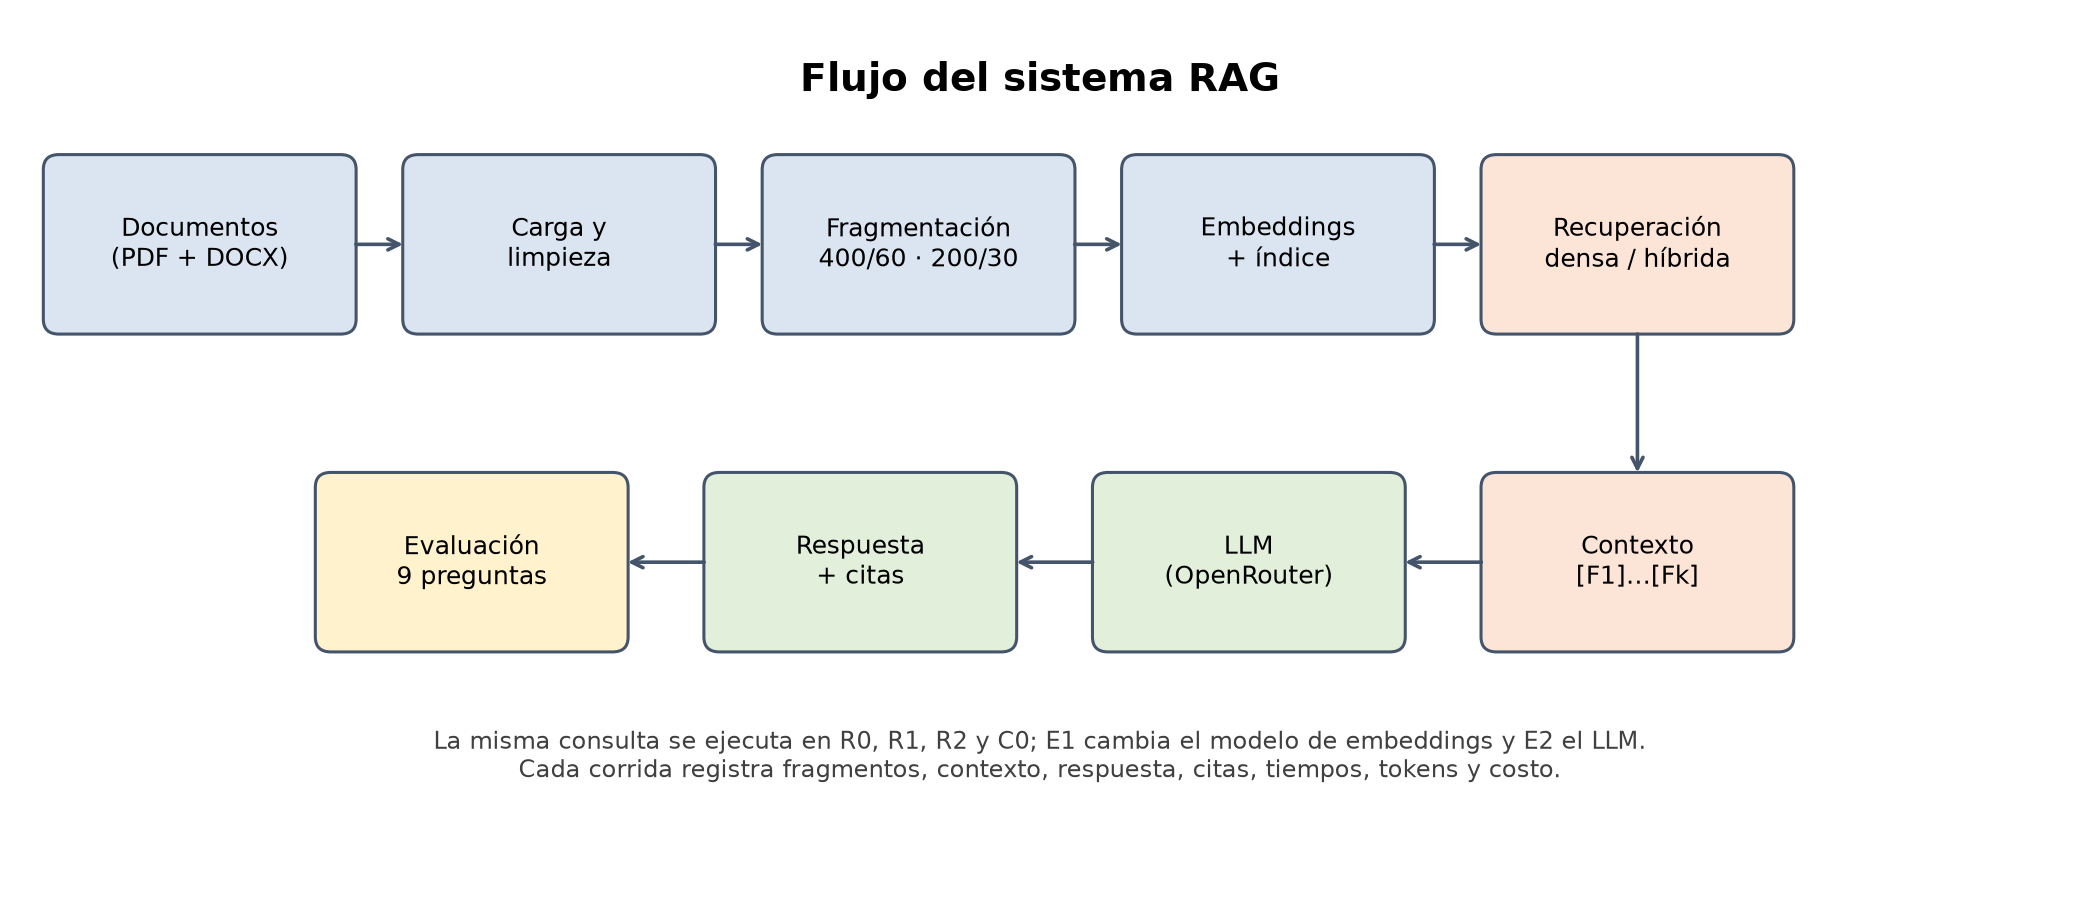 Flujo del sistema RAG
Documentos
(PDF + DOCX)
Carga y
limpieza
Fragmentación
400/60 · 200/30
Embeddings
+ índice
Recuperación
densa / híbrida
Evaluación
9 preguntas
Respuesta
+ citas
LLM
(OpenRouter)
Contexto
[F1]...[Fk]
La misma consulta se ejecuta en R0, R1, R2 y C0; E1 cambia el modelo de embeddings y E2 el LLM.
Cada corrida registra fragmentos, contexto, respuesta, citas, tiempos, tokens y costo.